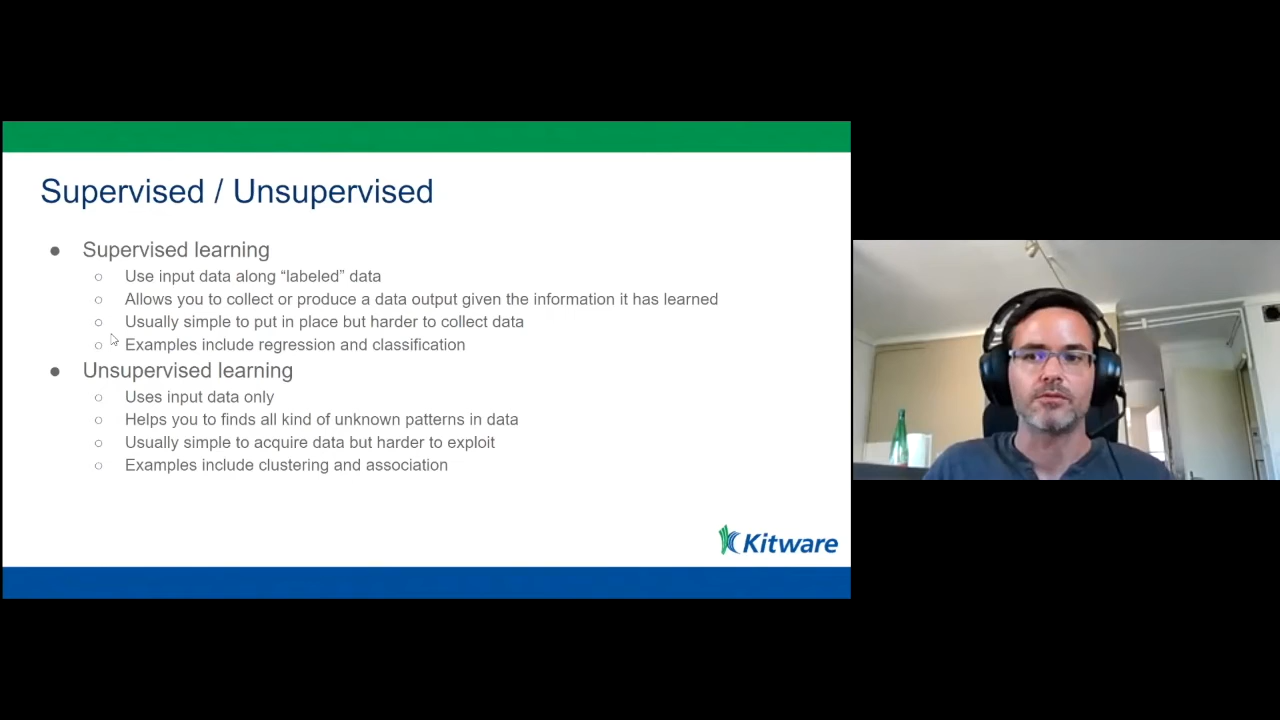 Supervised / Unsupervised
● Supervised learning
○ Use input data along “labeled” data
○ Allows you to collect or produce a data output given the information it has learned
○ Usually simple to put in place but harder to collect data
○ Examples include regression and classification
● Unsupervised learning
○ Uses input data only
○ Helps you to finds all kind of unknown patterns in data
○ Usually simple to acquire data but harder to exploit
○ Examples include clustering and association
Kitware